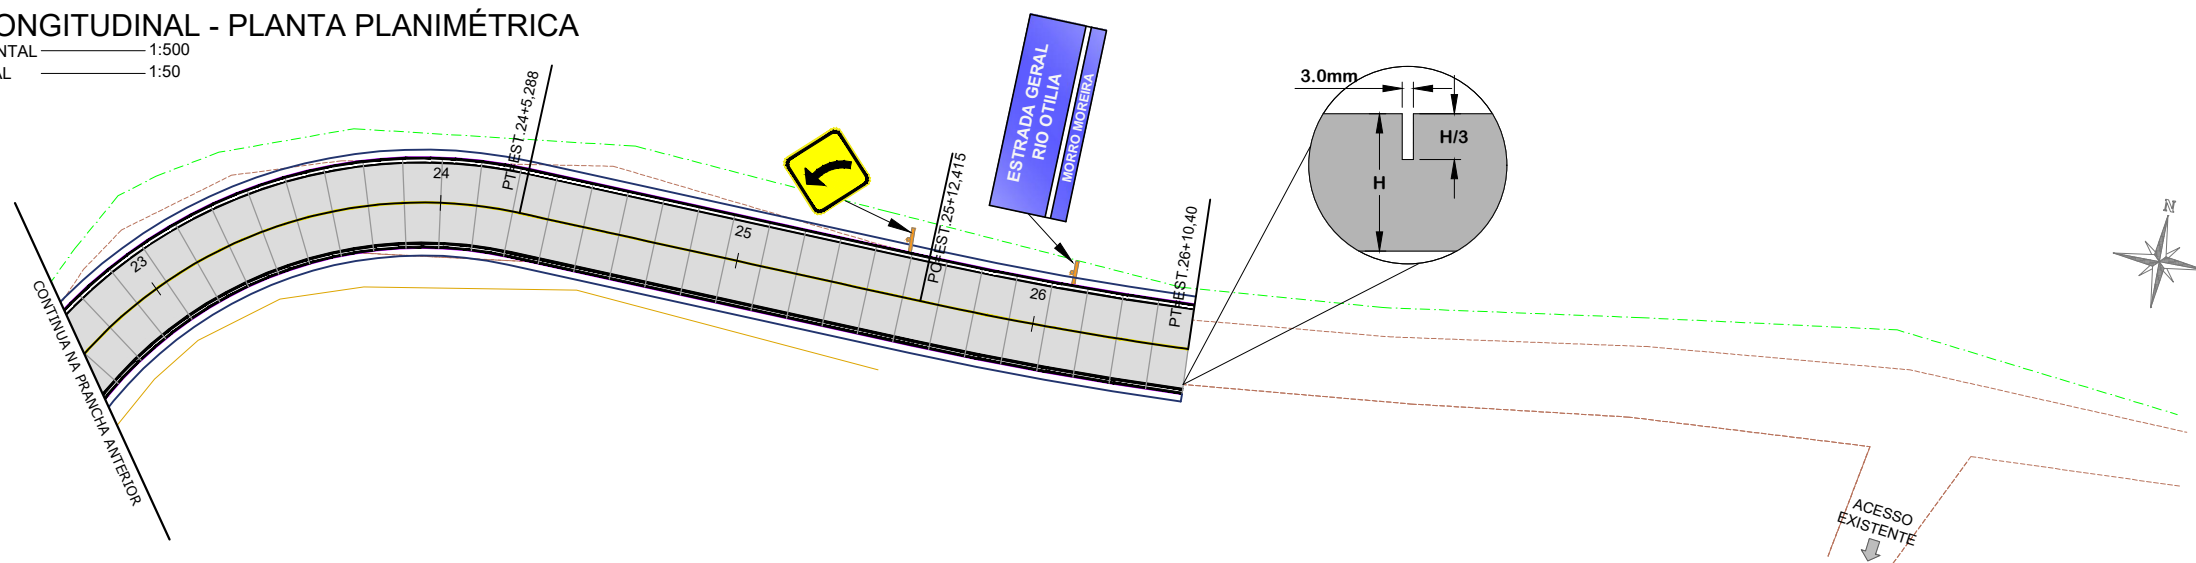 ONGITUDINAL - PLANTA PLANIMÉTRICA
NTAL 1:500
AL 1:50
PT=EST.24+5,288
ESTRADA GERAL
RIO OTILIA
MORRO MOREIRA
3.0mm
H/3
H
24
PC=EST.25+12,415
25
23
26
PT=EST.26+10,40
N
CONTINUA NA PRANCHA ANTERIOR
ACESSO
EXISTENTE